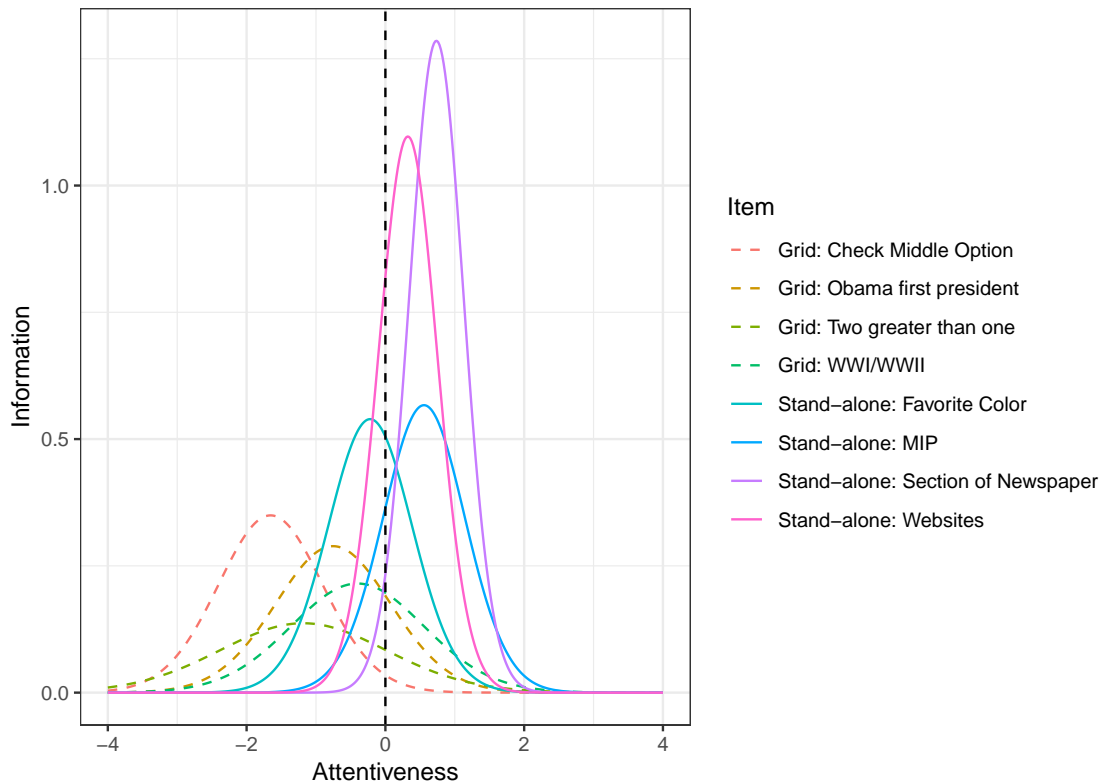 1.0
0.5
0.0
Information
−4
−2
0
2
4
Attentiveness
Item
Grid: Check Middle Option
Grid: Obama first president
Grid: Two greater than one
Grid: WWI/WWII
Stand−alone: Favorite Color
Stand−alone: MIP
Stand−alone: Section of Newspaper
Stand−alone: Websites